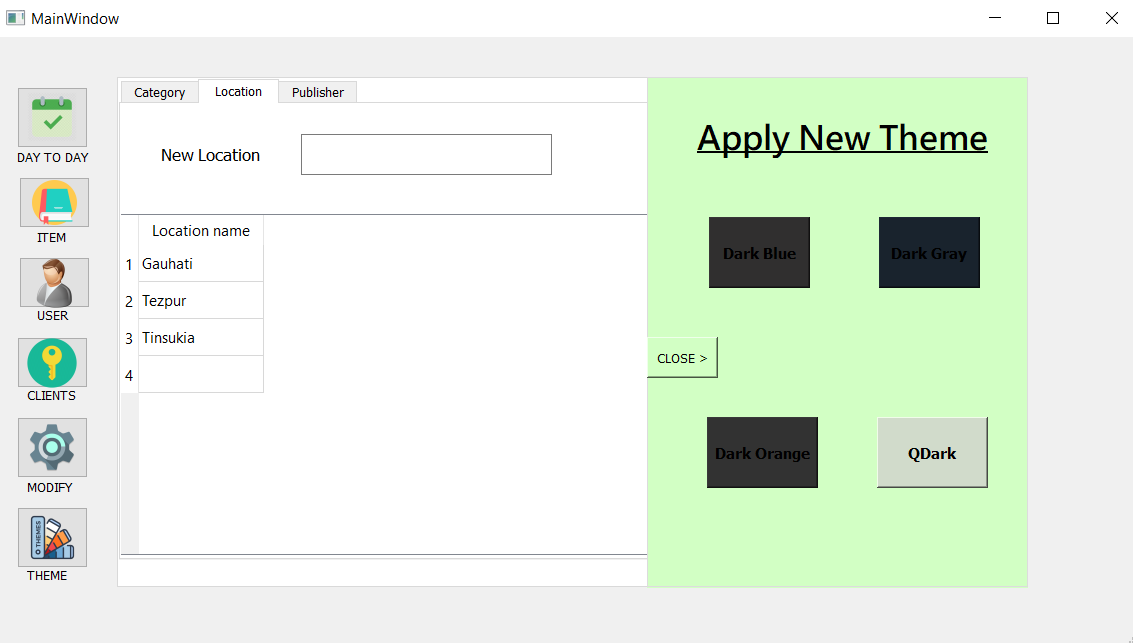 MainWindow
DAY TO DAY
ITEM
USER
CLIENTS
MODIFY
THEMES
THEME
Category Location Publisher
New Location
Location name
1 Gauhati
2 Tezpur
3 Tinsukia
4
Apply New Theme
Dark Blue Dark Gray
CLOSE >
Dark Orange QDark